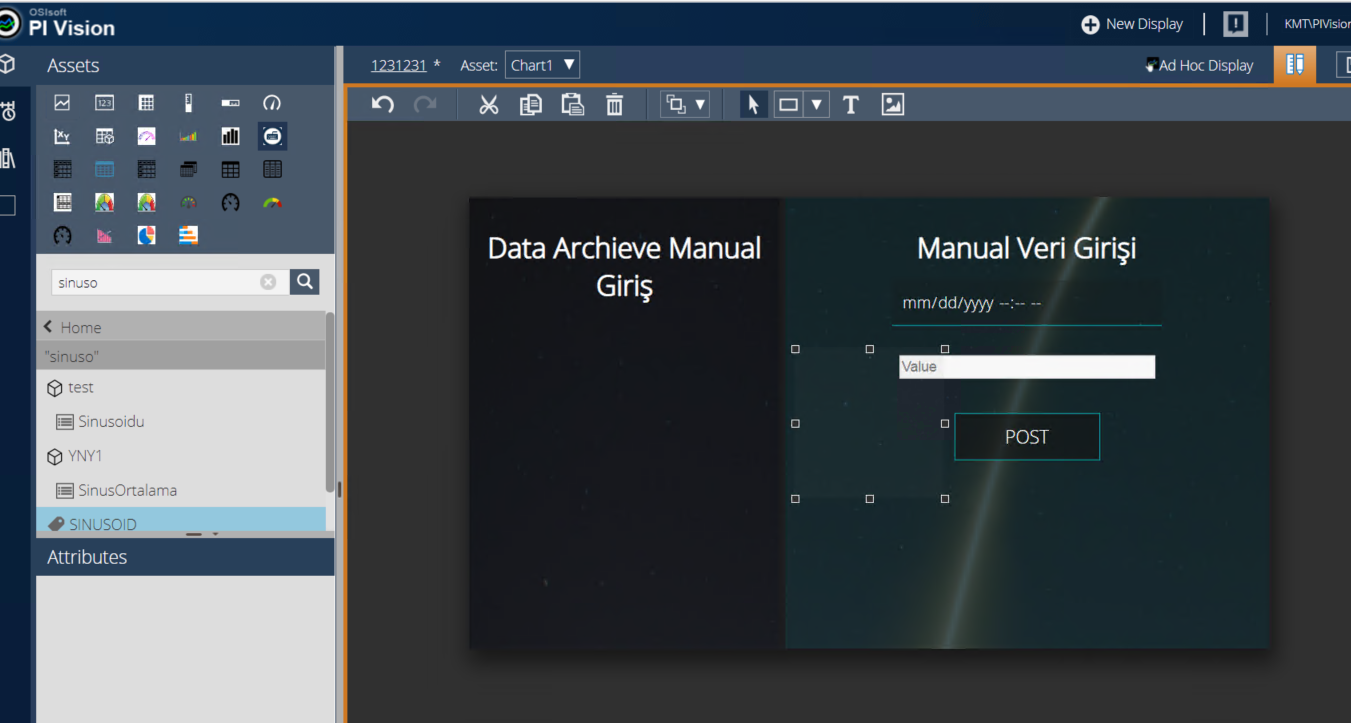 OSIsoft
PI Vision
New Display
KMT\PIVision
Assets
1231231 * Asset: Chart1
Ad Hoc Display
123
XY
T
sinuso
Home
"sinuso"
test
Sinusoidu
YNY1
SinusOrtalama
SINUSOID
Attributes
Data Archieve Manual
Giriş
Manual Veri Girişi
mm/dd/yyyy --:-- --
Value
POST